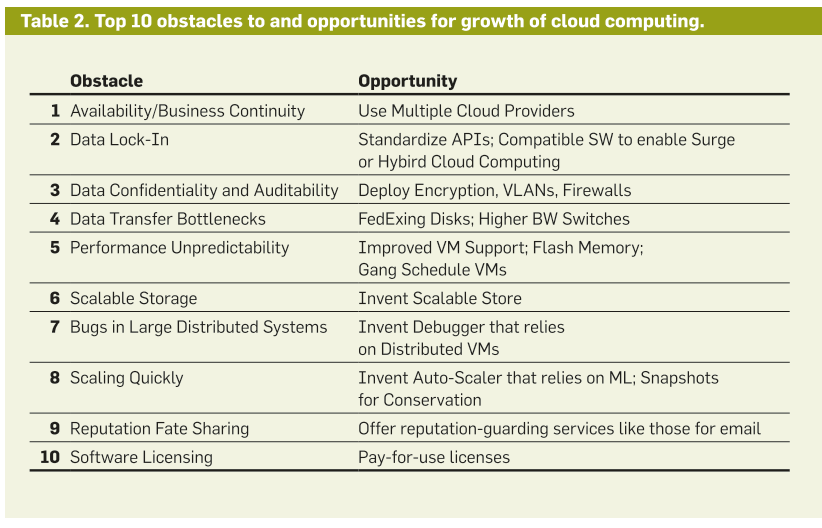 Table 2. Top 10 obstacles to and opportunities for growth of cloud computing.
Obstacle Opportunity
1 Availability/Business Continuity Use Multiple Cloud Providers
2 Data Lock-In Standardize APIs; Compatible SW to enable Surge
or Hybird Cloud Computing
3 Data Confidentiality and Auditability Deploy Encryption, VLANs, Firewalls
4 Data Transfer Bottlenecks FedExing Disks; Higher BW Switches
5 Performance Unpredictability Improved VM Support; Flash Memory;
Gang Schedule VMs
6 Scalable Storage Invent Scalable Store
7 Bugs in Large Distributed Systems Invent Debugger that relies
on Distributed VMs
8 Scaling Quickly Invent Auto-Scaler that relies on ML; Snapshots
for Conservation
9 Reputation Fate Sharing Offer reputation-guarding services like those for email
10 Software Licensing Pay-for-use licenses